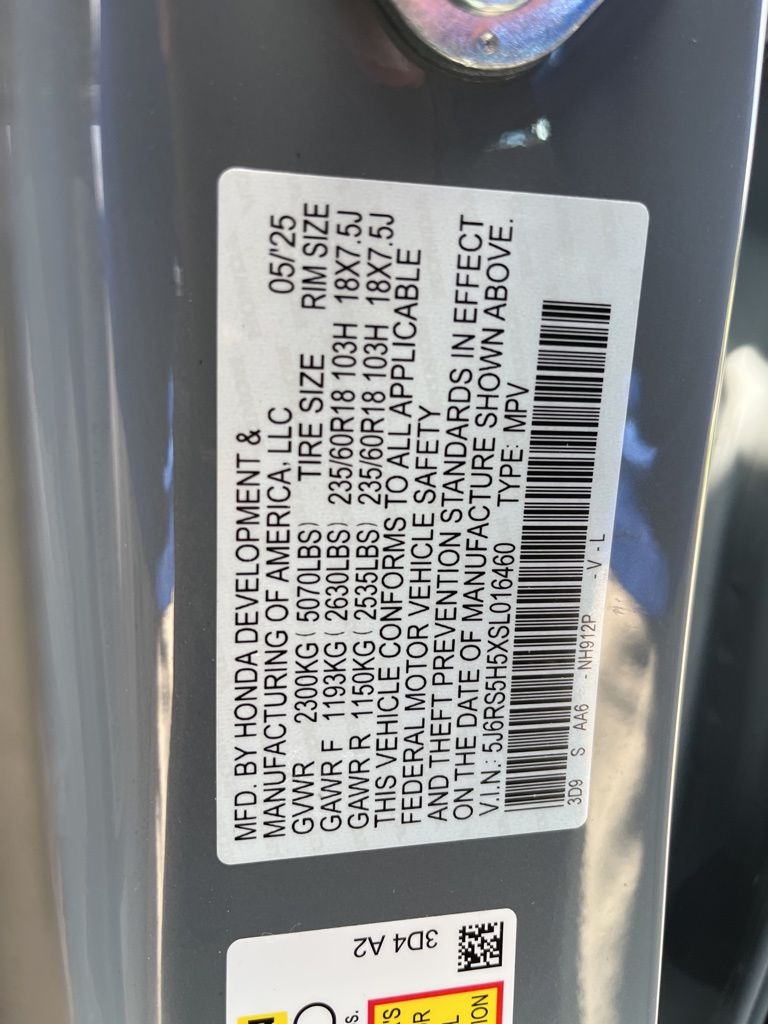 MFD. BY HONDA DEVELOPMENT &
MANUFACTURING OF AMERICA, LLC 05/'25
GVWR 2300KG ( 5070LBS) TIRE SIZE RIM SIZE
GAWR F 1193KG ( 2630LBS) 235/60R18 103H 18X7.5J
GAWR R 1150KG ( 2535LBS) 235/60R18 103H 18X7.5J
THIS VEHICLE CONFORMS TO ALL APPLICABLE
FEDERAL MOTOR VEHICLE SAFETY
AND THEFT PREVENTION STANDARDS IN EFFECT
ON THE DATE OF MANUFACTURE SHOWN ABOVE.
V.I.N.: 5J6RS5H5XSL016460 TYPE: MPV
3D9 S AA6 - NH912P - V - L
3D4 A2